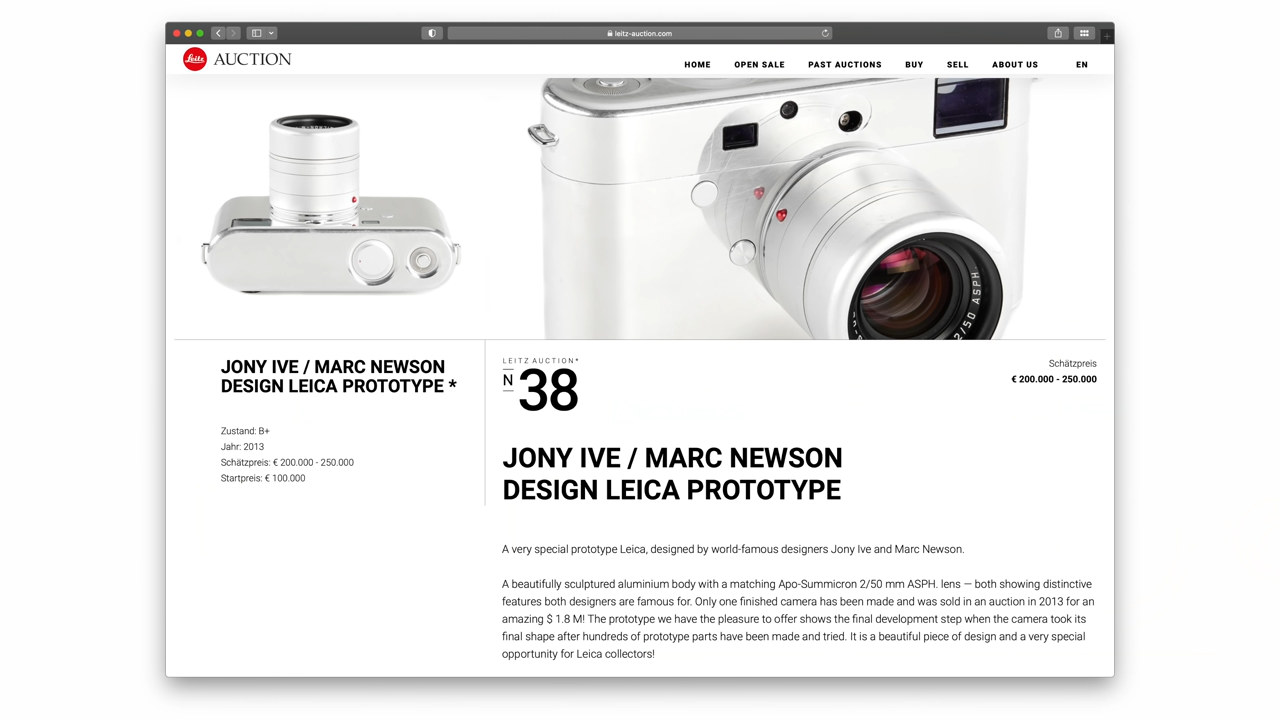 leitz-auction.com
Leitz AUCTION
HOME OPEN SALE PAST AUCTIONS BUY SELL ABOUT US EN
2/50 ASPH.
JONY IVE / MARC NEWSON
DESIGN LEICA PROTOTYPE *
Zustand: B+
Jahr: 2013
Schätzpreis: € 200.000 - 250.000
Startpreis: € 100.000
LEITZ AUCTION*
N 38
Schätzpreis
€ 200.000 - 250.000
JONY IVE / MARC NEWSON
DESIGN LEICA PROTOTYPE
A very special prototype Leica, designed by world-famous designers Jony Ive and Marc Newson.
A beautifully sculptured aluminium body with a matching Apo-Summicron 2/50 mm ASPH. lens — both showing distinctive
features both designers are famous for. Only one finished camera has been made and was sold in an auction in 2013 for an
amazing $ 1.8 M! The prototype we have the pleasure to offer shows the final development step when the camera took its
final shape after hundreds of prototype parts have been made and tried. It is a beautiful piece of design and a very special
opportunity for Leica collectors!